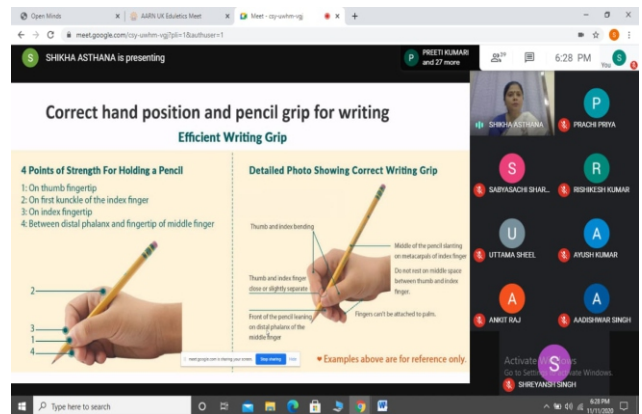 Open Minds
AARN UK Eduletics Meet
Meet - csy-uwhm-vgj
meet.google.com/csy-uwhm-vgj?pli=1&authuser=1
S
SHIKHA ASTHANA is presenting
P
PREETI KUMARI
and 27 more
29
6:28 PM
You
S
Correct hand position and pencil grip for writing
Efficient Writing Grip
4 Points of Strength For Holding a Pencil
1: On thumb fingertip
2: On first kunckle of the index finger
3: On index fingertip
4: Between distal phalanx and fingertip of middle finger
2
3
1
4
Detailed Photo Showing Correct Writing Grip
Thumb and index bending
Thumb and index finger
close or slightly separate
Front of the pencil leaning
on distal phalanx of the
middle finger
Middle of the pencil slanting
on metacarpals of index finger
Do not rest on middle space
between thumb and index
finger.
Fingers can't be attached to palm.
♥ Examples above are for reference only.
meet.google.com is sharing your screen.
Stop sharing
Hide
SHIKHA ASTHANA
P
PRACHI PRIYA
S
SABYASACHI SHAR...
R
RISHIKESH KUMAR
U
UTTAMA SHEEL
A
AYUSH KUMAR
A
ANKIT RAJ
A
AADISHWAR SINGH
S
SHREYANSH SINGH
Activate Windows
Go to Settings to activate Windows.
Type here to search
6:28 PM
11/11/2020